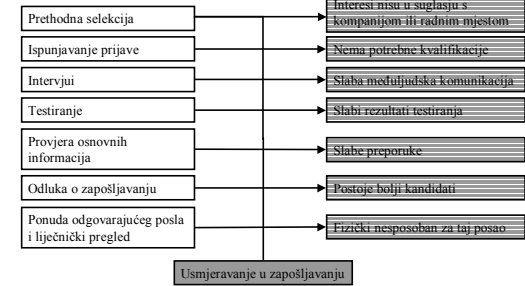 Prethodna selekcija
Interesi nisu u suglasju s
kompanijom ili radnim mjestom
Ispunjavanje prijave
Nema potrebne kvalifikacije
Intervjui
Slaba međuljudska komunikacija
Testiranje
Slabi rezultati testiranja
Provjera osnovnih
informacija
Slabe preporuke
Odluka o zapošljavanju
Postoje bolji kandidati
Ponuda odgovarajućeg posla
i liječnički pregled
Fizički nesposoban za taj posao
Usmjeravanje u zapošljavanju